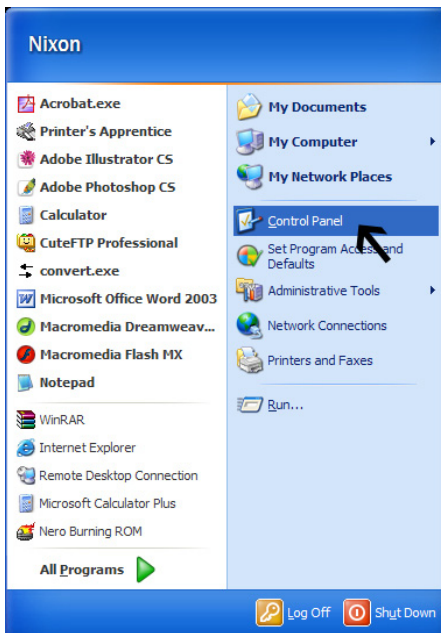 Nixon
Acrobat.exe
Printer's Apprentice
Adobe Illustrator CS
Adobe Photoshop CS
Calculator
CuteFTP Professional
convert.exe
Microsoft Office Word 2003
Macromedia Dreamweav...
Macromedia Flash MX
Notepad
WinRAR
Internet Explorer
Remote Desktop Connection
Microsoft Calculator Plus
Nero Burning ROM
All Programs
My Documents
My Computer
My Network Places
Control Panel
Set Program Access and
Defaults
Administrative Tools
Network Connections
Printers and Faxes
Run...
Log Off
Shut Down